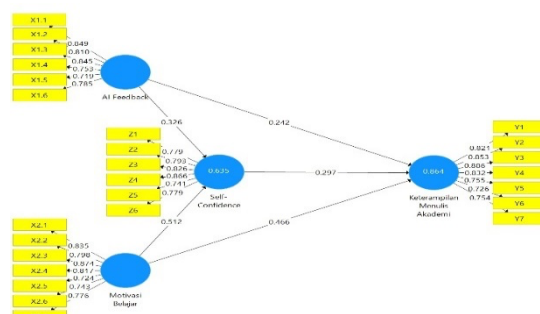 X1.1
X1.2
X1.3
X1.4
X1.5
X1.6
0.849
0.810
0.845
0.753
0.719
0.785
AI Feedback
0.326
0.242
Z1
Z2
Z3
Z4
Z5
Z6
0.779
0.793
0.826
0.866
0.741
0.779
0.635
Self-
Confidence
0.297
0.864
Keterampilan
Menulis
Akademi
Y1
Y2
Y3
Y4
Y5
Y6
Y7
0.821
0.853
0.806
0.832
0.755
0.726
0.754
0.512
0.466
X2.1
X2.2
X2.3
X2.4
X2.5
X2.6
0.835
0.798
0.874
0.817
0.724
0.743
0.776
Motivasi
Belajar